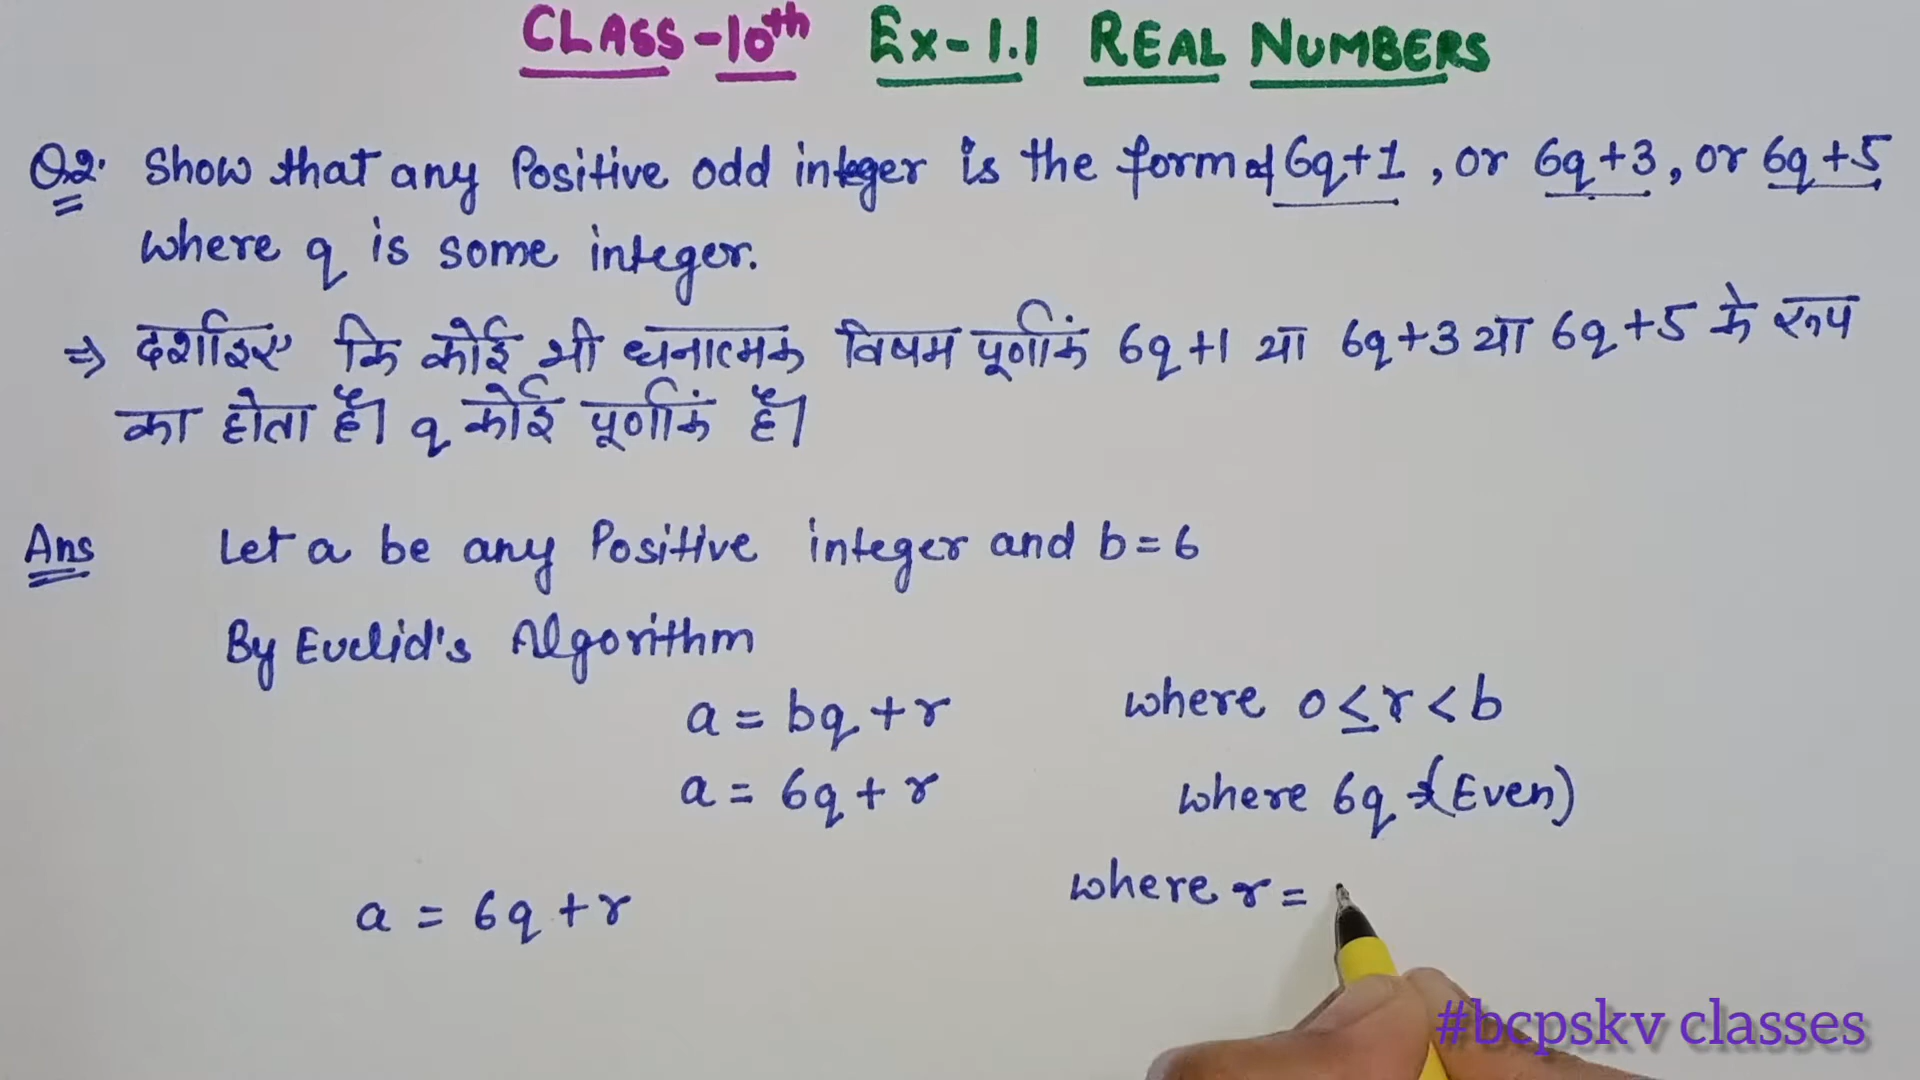 CLASS-10th Ex-1.1 REAL NUMBERS
Q2. Show that any Positive odd integer is the form of 6q+1, or 6q+3, or 6q+5
where q is some integer.
⇒ दर्शाइए कि कोई भी धनात्मक विषम पूर्णांक 6q+1 या 6q+3 या 6q+5 के रूप
का होता है। q कोई पूर्णांक है।
Ans Let a be any Positive integer and b=6
By Euclid's Algorithm
a = bq + r where 0 ≤ r < b
a = 6q + r where 6q → (Even)
a = 6q + r where r =
#bcpskv classes